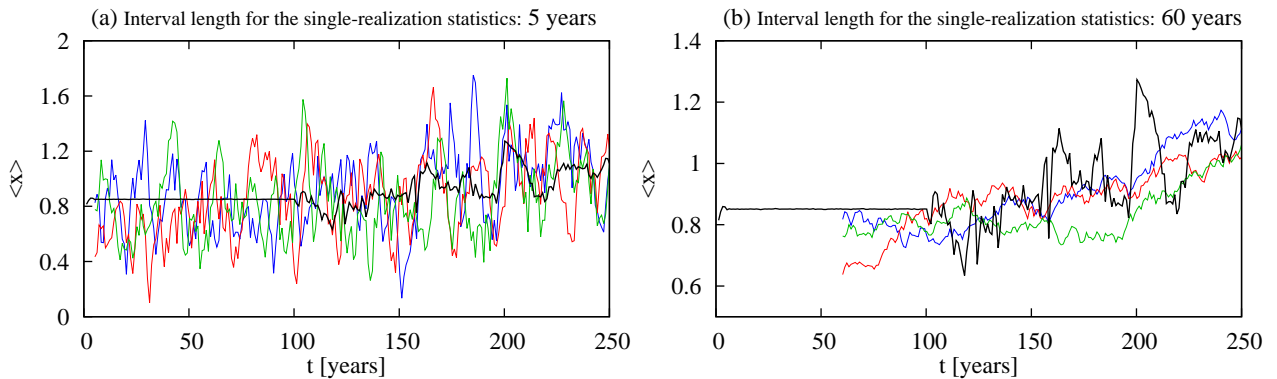 (a) Interval length for the single-realization statistics: 5 years
2
1.6
1.2
0.8
0.4
0
<x>
0 50 100 150 200 250
t [years]
(b) Interval length for the single-realization statistics: 60 years
1.4
1.2
1
0.8
0.6
<x>
0 50 100 150 200 250
t [years]